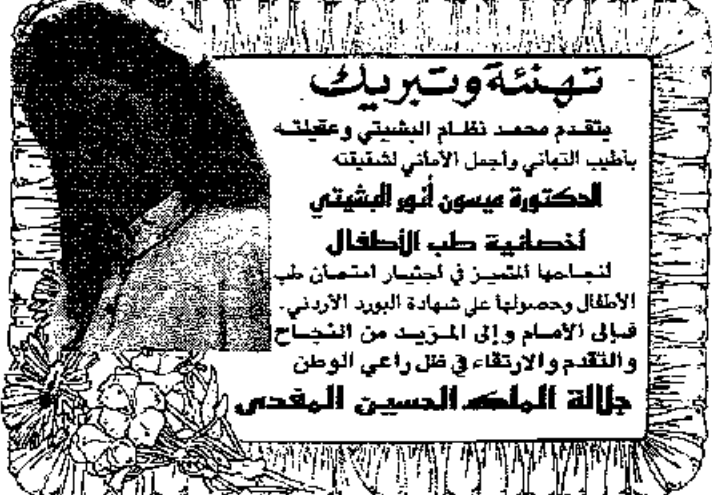 تهنئة وتبريك
يتقدم محمد نظام البشيتي وعقيلته
بأطيب التهاني وأجمل الأماني لشقيقته
الدكتورة ميسون أنور البشيتي
أخصائية طب الأطفال
لنجاحها المتميز في اجتياز امتحان طب
الأطفال وحصولها على شهادة البورد الأردني.
فإلى الأمام وإلى المزيد من النجاح
والتقدم والارتقاء في ظل راعي الوطن
جلالة الملك الحسين المفدى